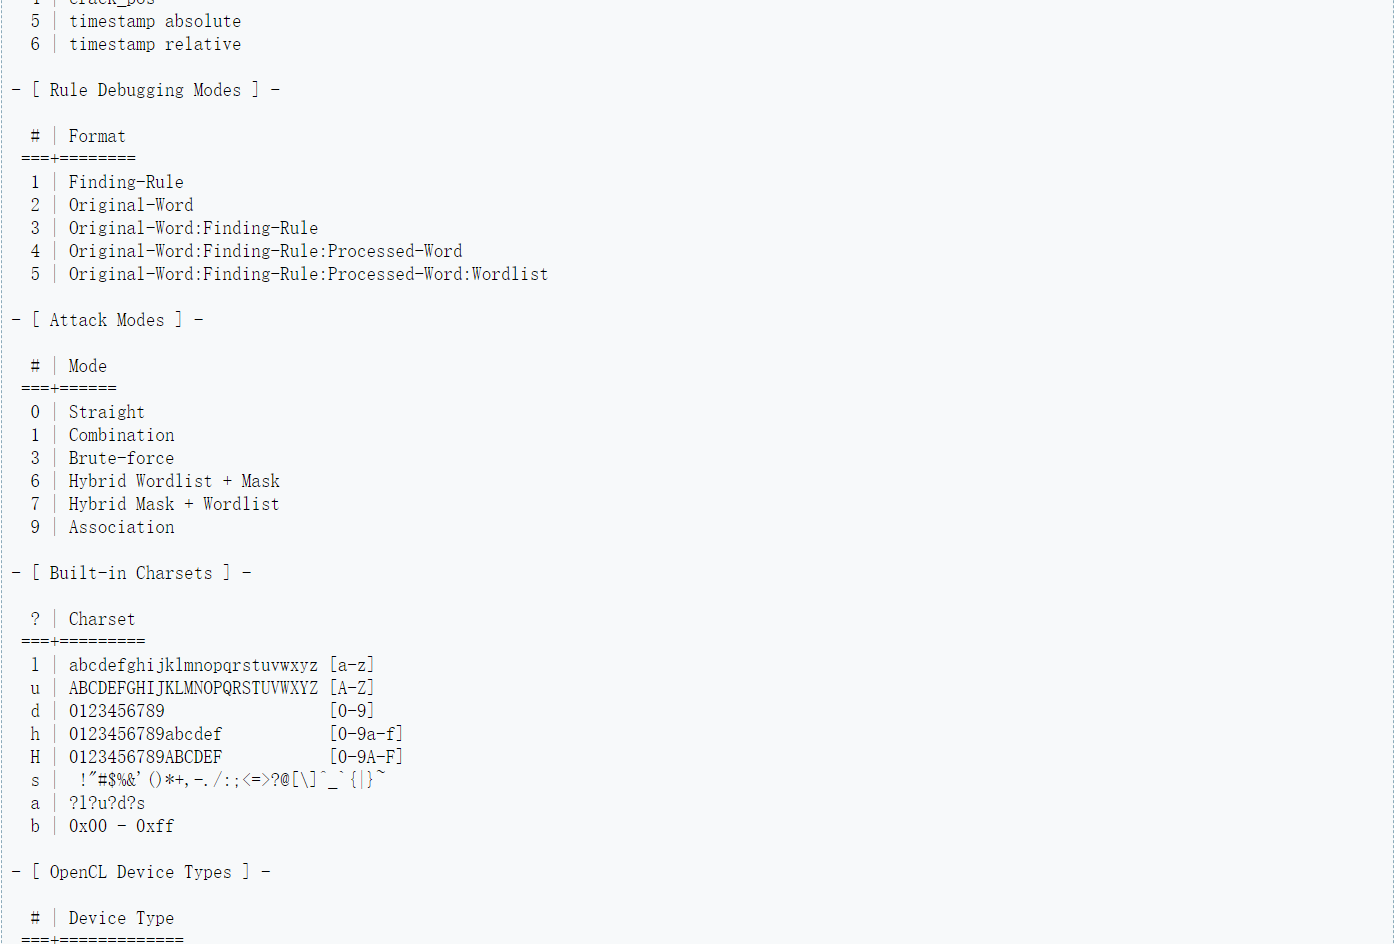 4 | crack_pos
5 | timestamp absolute
6 | timestamp relative
- [ Rule Debugging Modes ] -
# | Format
===+========
1 | Finding-Rule
2 | Original-Word
3 | Original-Word:Finding-Rule
4 | Original-Word:Finding-Rule:Processed-Word
5 | Original-Word:Finding-Rule:Processed-Word:Wordlist
- [ Attack Modes ] -
# | Mode
===+======
0 | Straight
1 | Combination
3 | Brute-force
6 | Hybrid Wordlist + Mask
7 | Hybrid Mask + Wordlist
9 | Association
- [ Built-in Charsets ] -
? | Charset
===+=========
l | abcdefghijklmnopqrstuvwxyz [a-z]
u | ABCDEFGHIJKLMNOPQRSTUVWXYZ [A-Z]
d | 0123456789                 [0-9]
h | 0123456789abcdef           [0-9a-f]
H | 0123456789ABCDEF           [0-9A-F]
s |  !"#$%&'()*+,-./:;<=>?@[\]^_`{|}~
a | ?l?u?d?s
b | 0x00 - 0xff
- [ OpenCL Device Types ] -
# | Device Type
===+=============